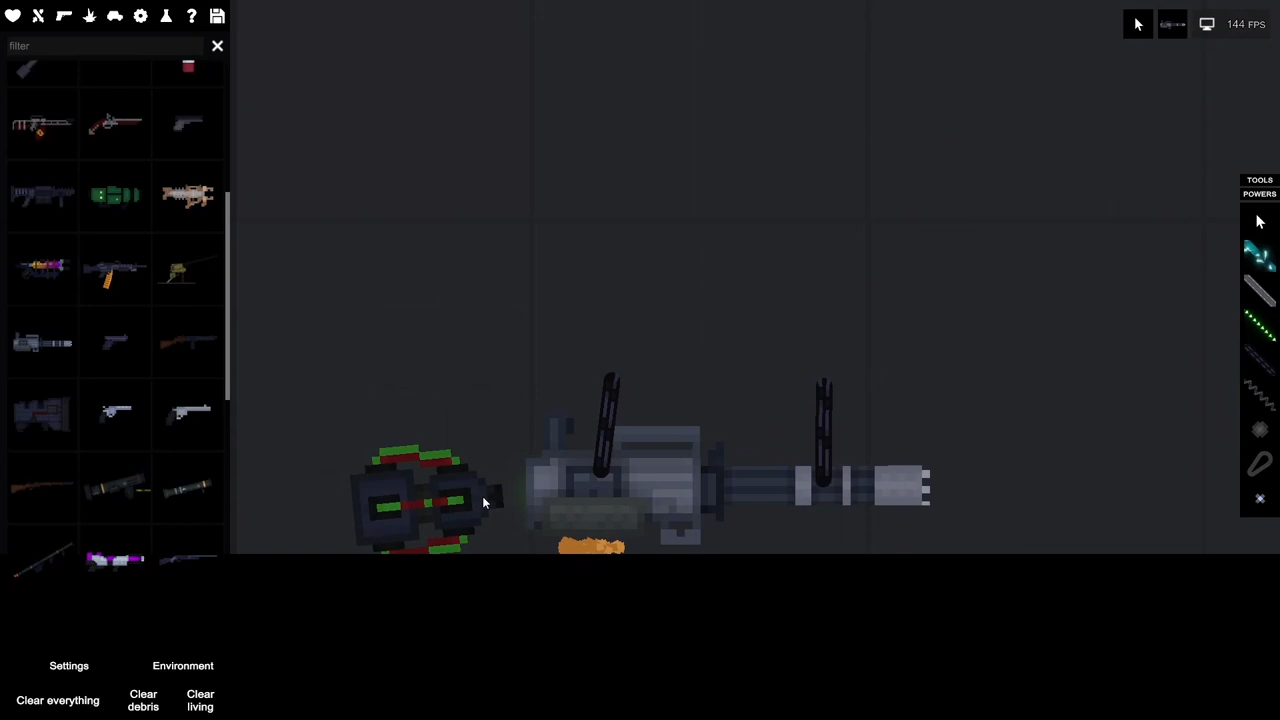 filter
144 FPS
TOOLS
POWERS
Settings
Environment
Clear everything
Clear
debris
Clear
living